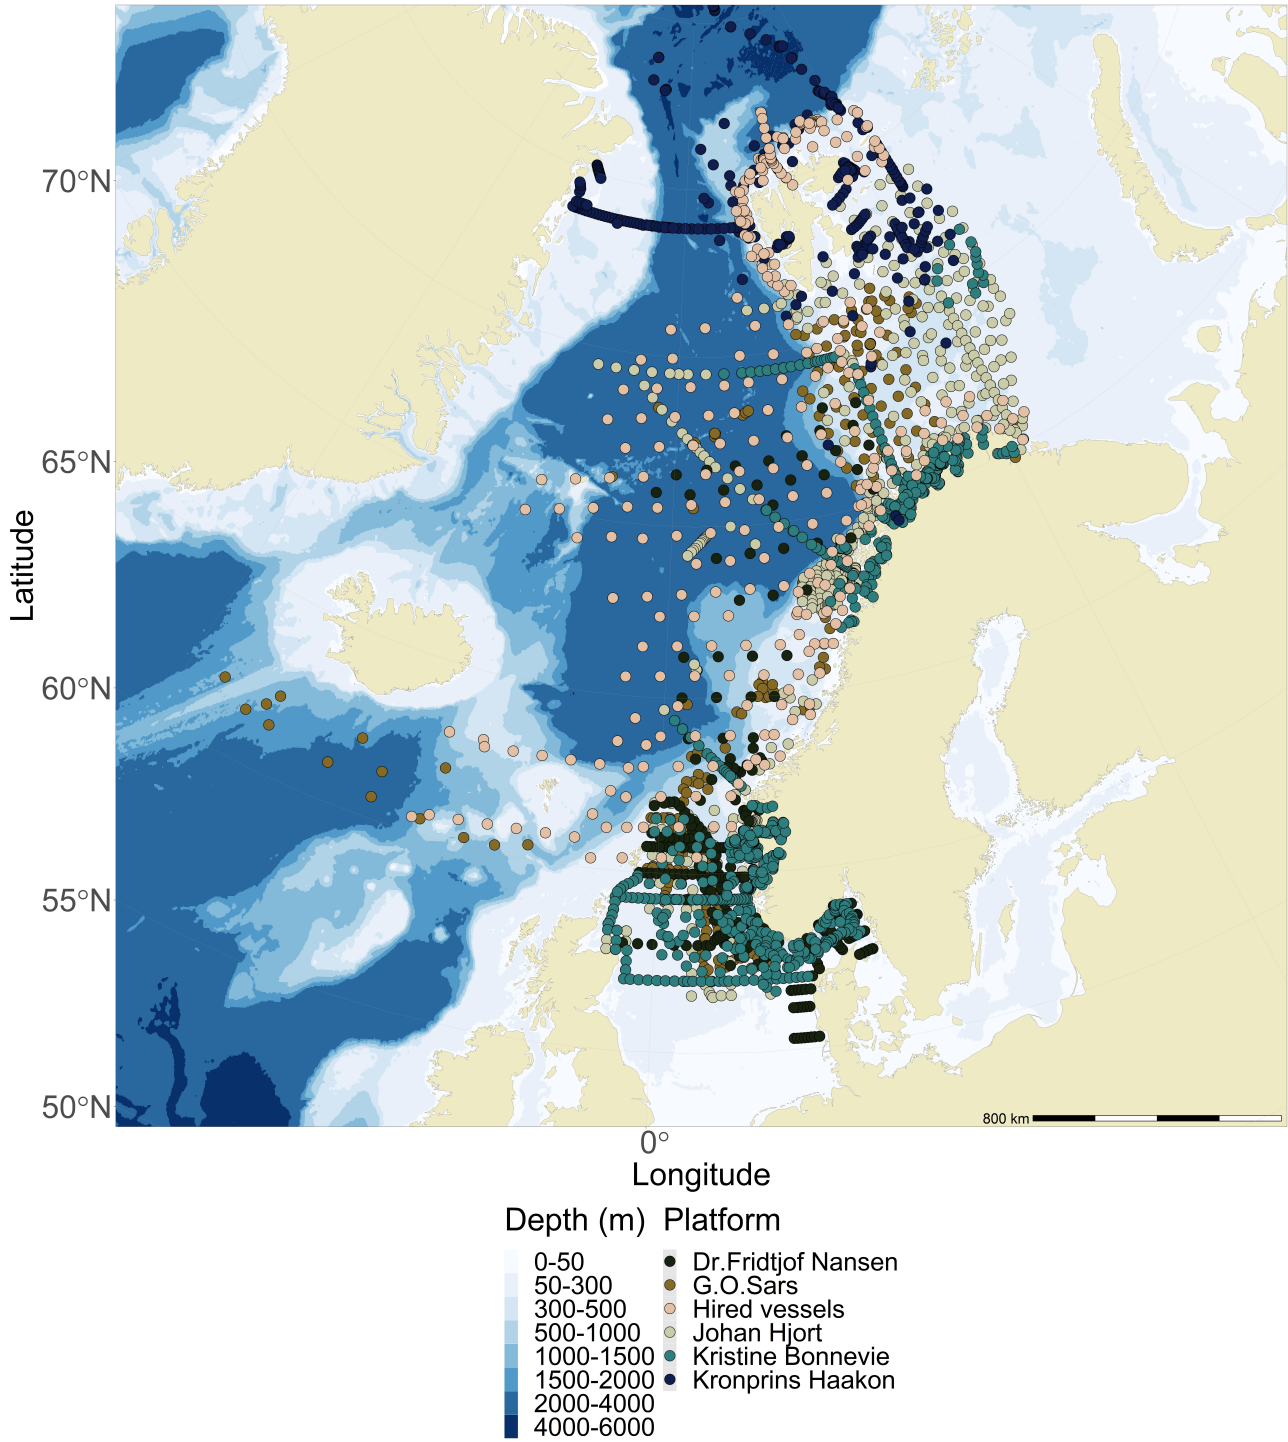 70°N
65°N
60°N
55°N
50°N
Latitude
800 km
0°
Longitude
Depth (m)
0-50
50-300
300-500
500-1000
1000-1500
1500-2000
2000-4000
4000-6000
Platform
Dr.Fridtjof Nansen
G.O.Sars
Hired vessels
Johan Hjort
Kristine Bonnevie
Kronprins Haakon